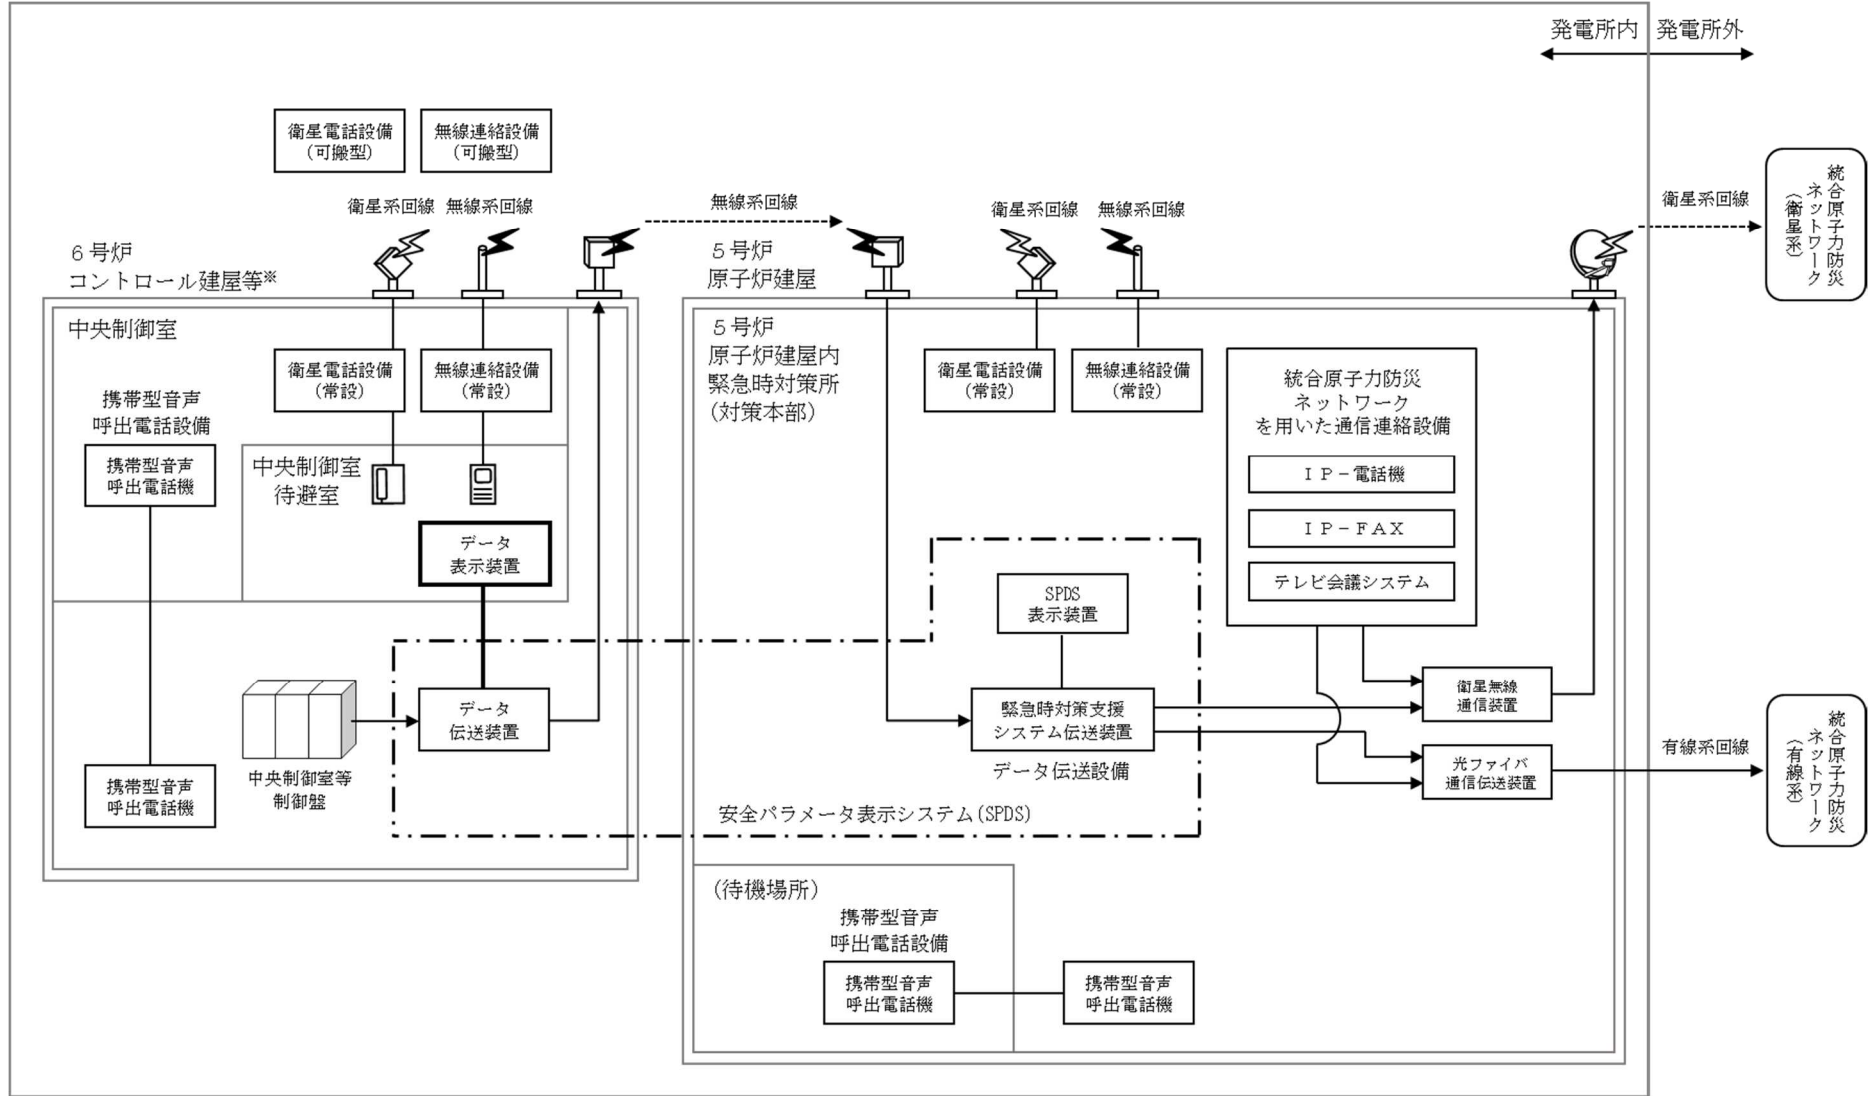 発電所内
発電所外
衛星電話設備
(可搬型)
無線連絡設備
(可搬型)
衛星系回線
無線系回線
無線系回線
衛星系回線
無線系回線
衛星系回線
統合原子力防災
ネットワーク
(衛星系)
6号炉
コントロール建屋等※
5号炉
原子炉建屋
中央制御室
衛星電話設備
(常設)
無線連絡設備
(常設)
携帯型音声
呼出電話設備
携帯型音声
呼出電話機
中央制御室
待避室
データ
表示装置
データ
伝送装置
中央制御室等
制御盤
携帯型音声
呼出電話機
5号炉
原子炉建屋内
緊急時対策所
(対策本部)
衛星電話設備
(常設)
無線連絡設備
(常設)
統合原子力防災
ネットワーク
を用いた通信連絡設備
IP-電話機
IP-FAX
テレビ会議システム
SPDS
表示装置
緊急時対策支援
システム伝送装置
データ伝送設備
安全パラメータ表示システム(SPDS)
衛星無線
通信装置
光ファイバ
通信伝送装置
有線系回線
統合原子力防災
ネットワーク
(有線系)
(待機場所)
携帯型音声
呼出電話設備
携帯型音声
呼出電話機
携帯型音声
呼出電話機